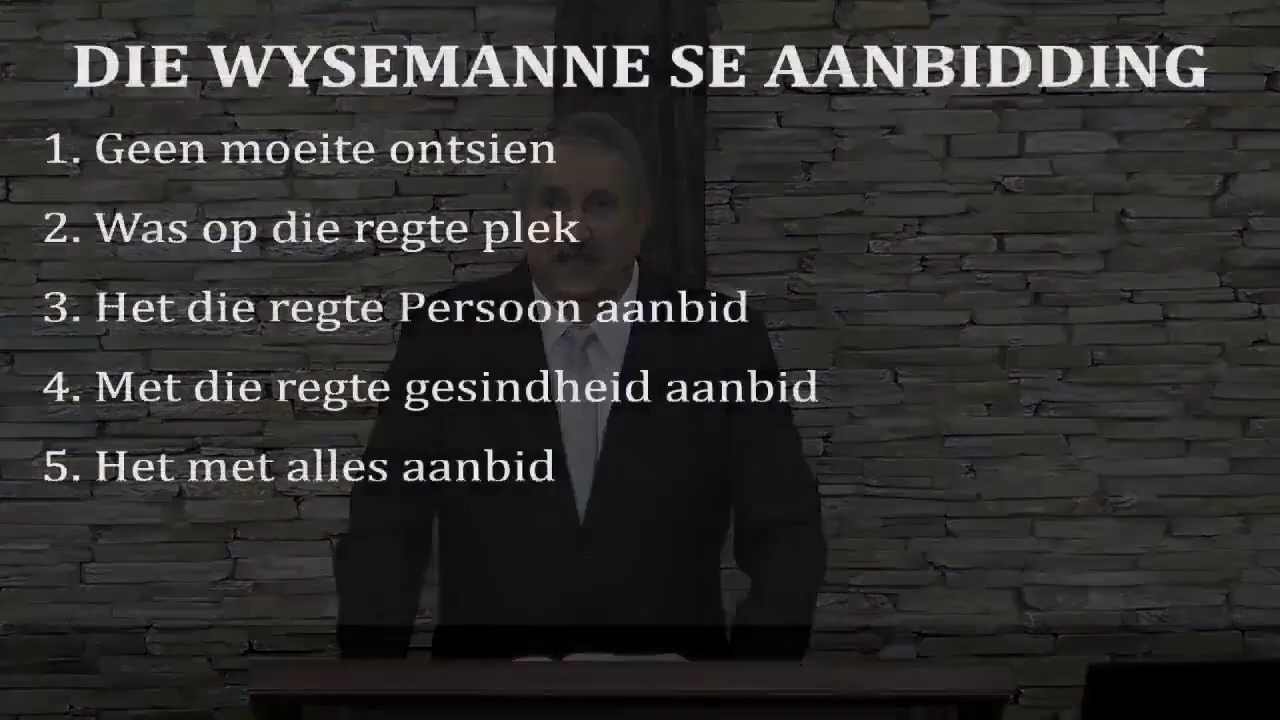 DIE WYSEMANNE SE AANBIDDING
1. Geen moeite ontsien
2. Was op die regte plek
3. Het die regte Persoon aanbid
4. Met die regte gesindheid aanbid
5. Het met alles aanbid